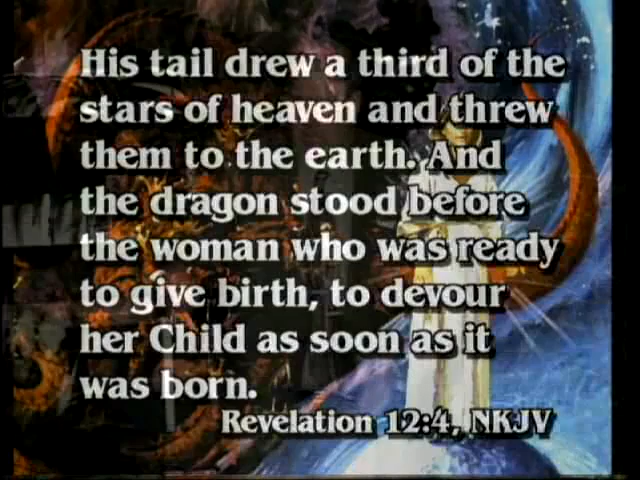 His tail drew a third of the
stars of heaven and threw
them to the earth. And
the dragon stood before
the woman who was ready
to give birth, to devour
her Child as soon as it
was born.
Revelation 12:4, NKJV